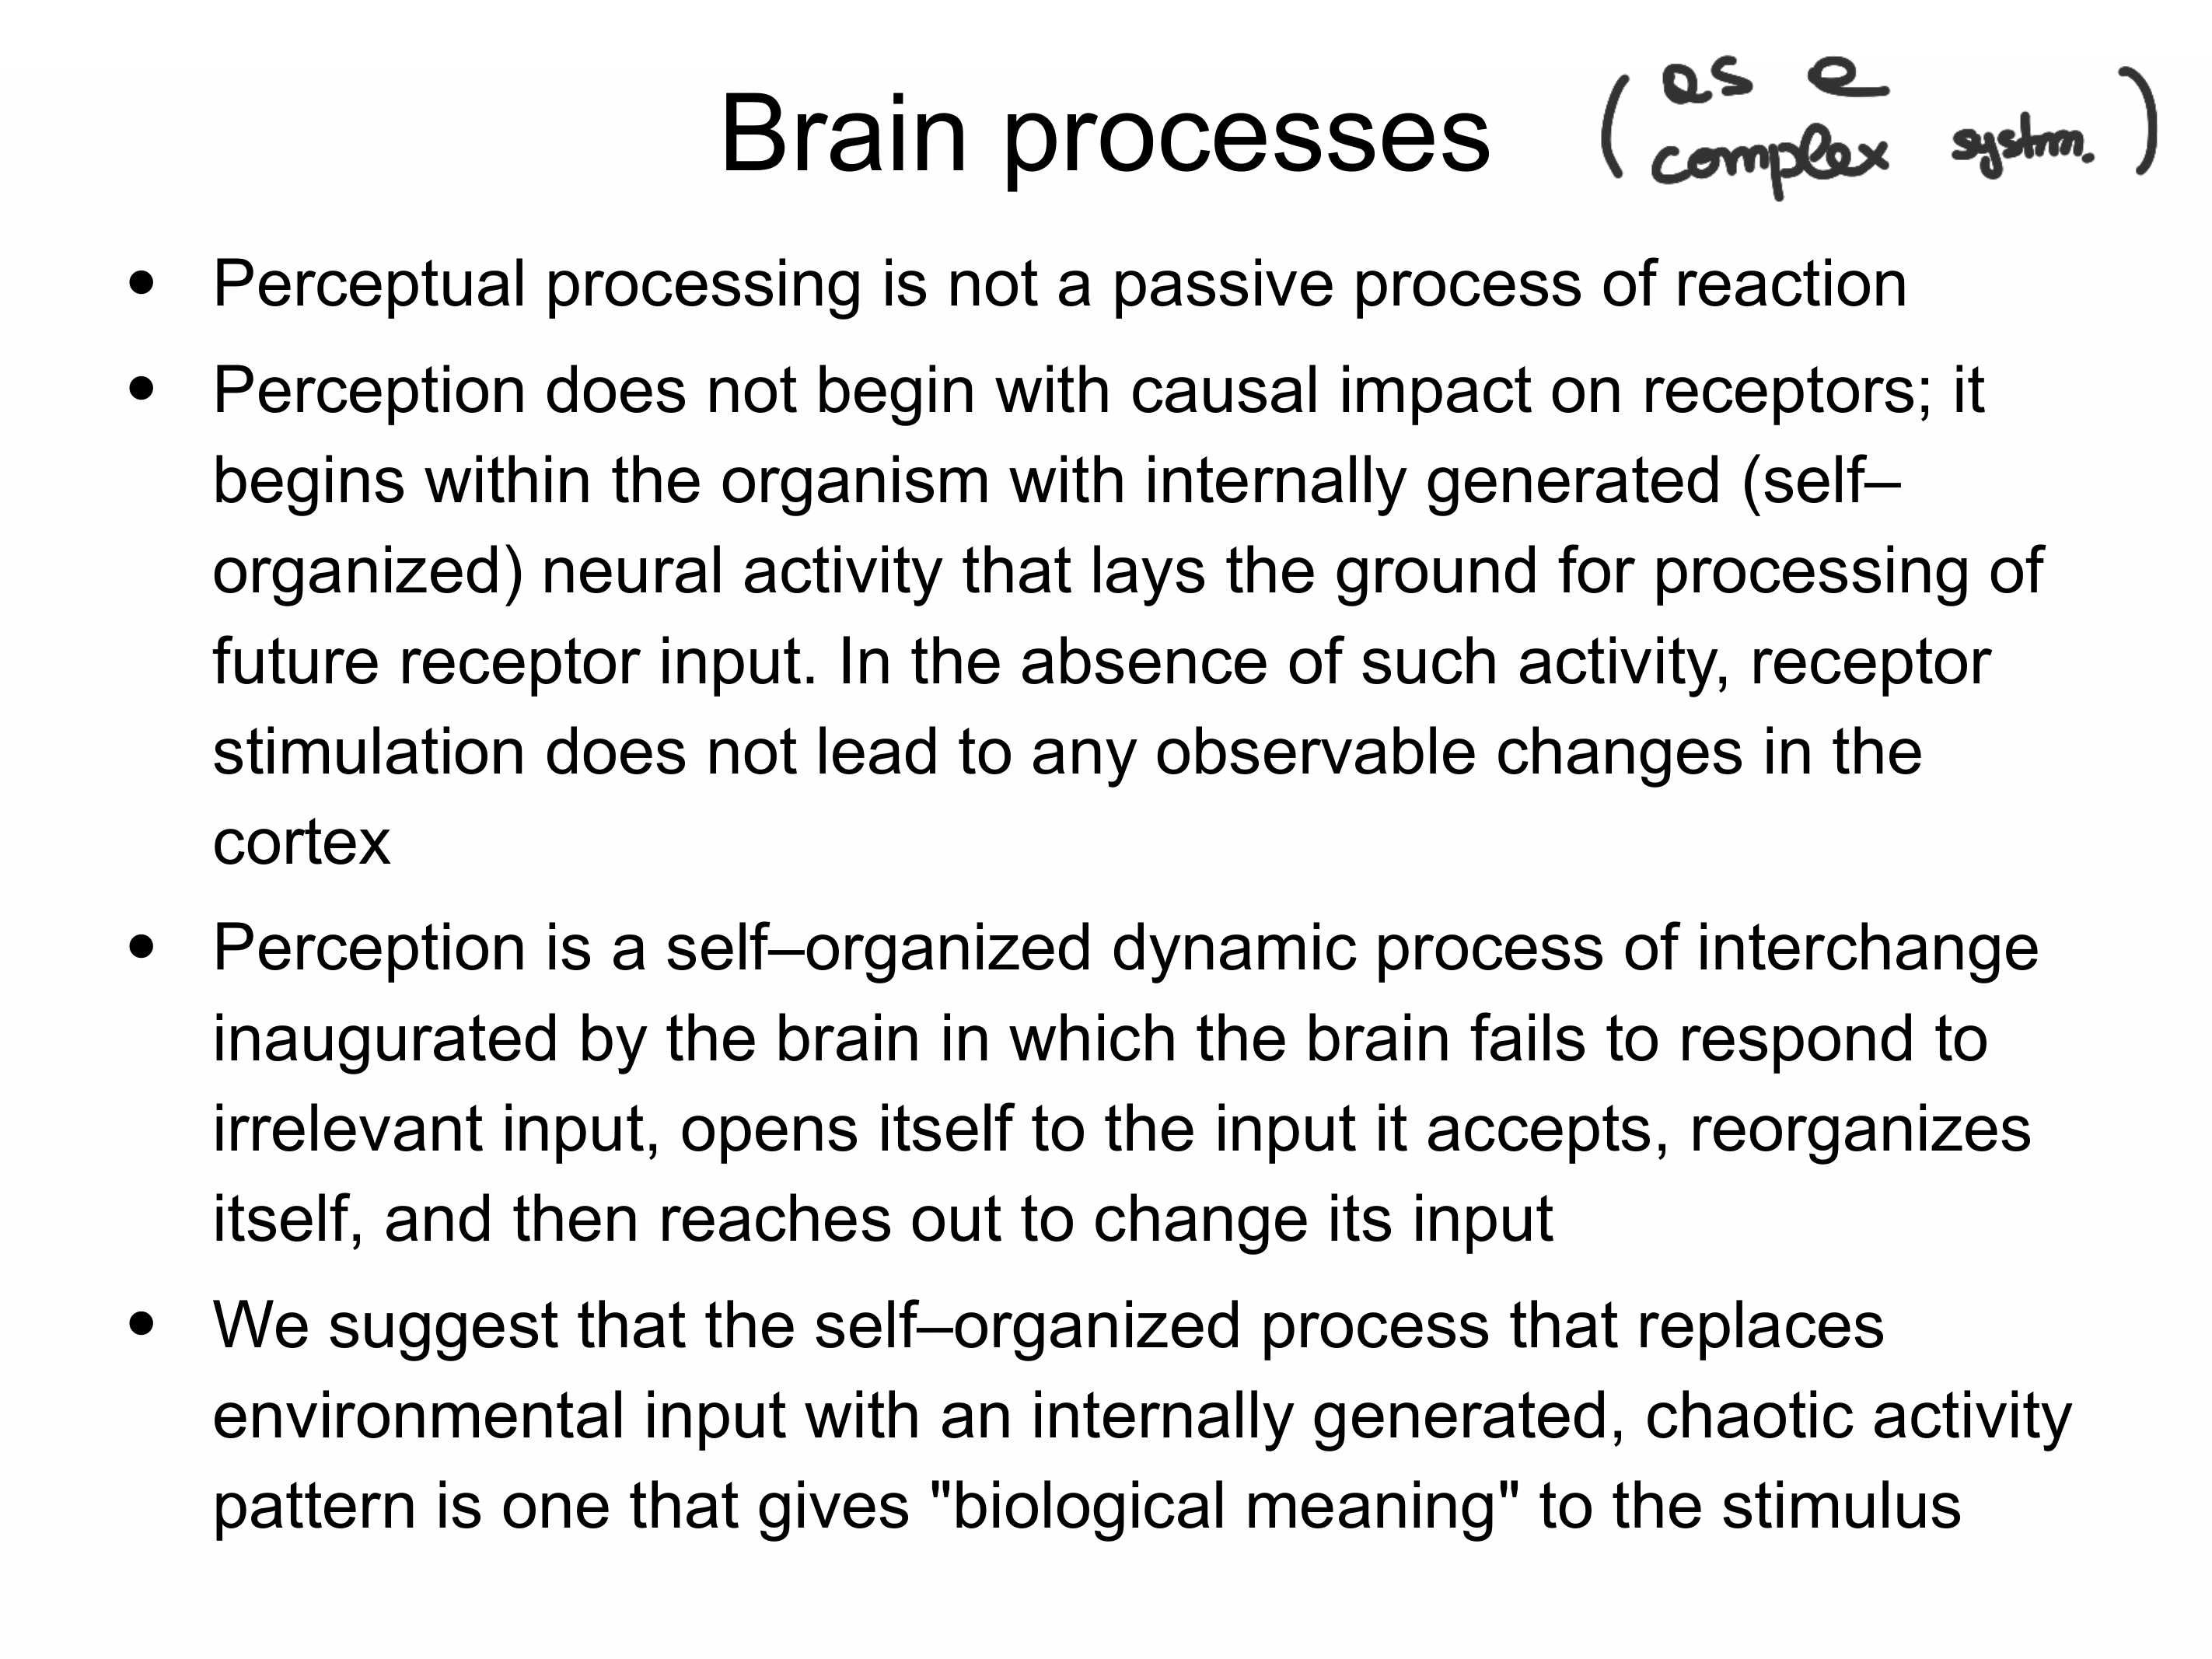 Brain processes (as a
complex system.)
• Perceptual processing is not a passive process of reaction
• Perception does not begin with causal impact on receptors; it
begins within the organism with internally generated (self–
organized) neural activity that lays the ground for processing of
future receptor input. In the absence of such activity, receptor
stimulation does not lead to any observable changes in the
cortex
• Perception is a self–organized dynamic process of interchange
inaugurated by the brain in which the brain fails to respond to
irrelevant input, opens itself to the input it accepts, reorganizes
itself, and then reaches out to change its input
• We suggest that the self–organized process that replaces
environmental input with an internally generated, chaotic activity
pattern is one that gives "biological meaning" to the stimulus